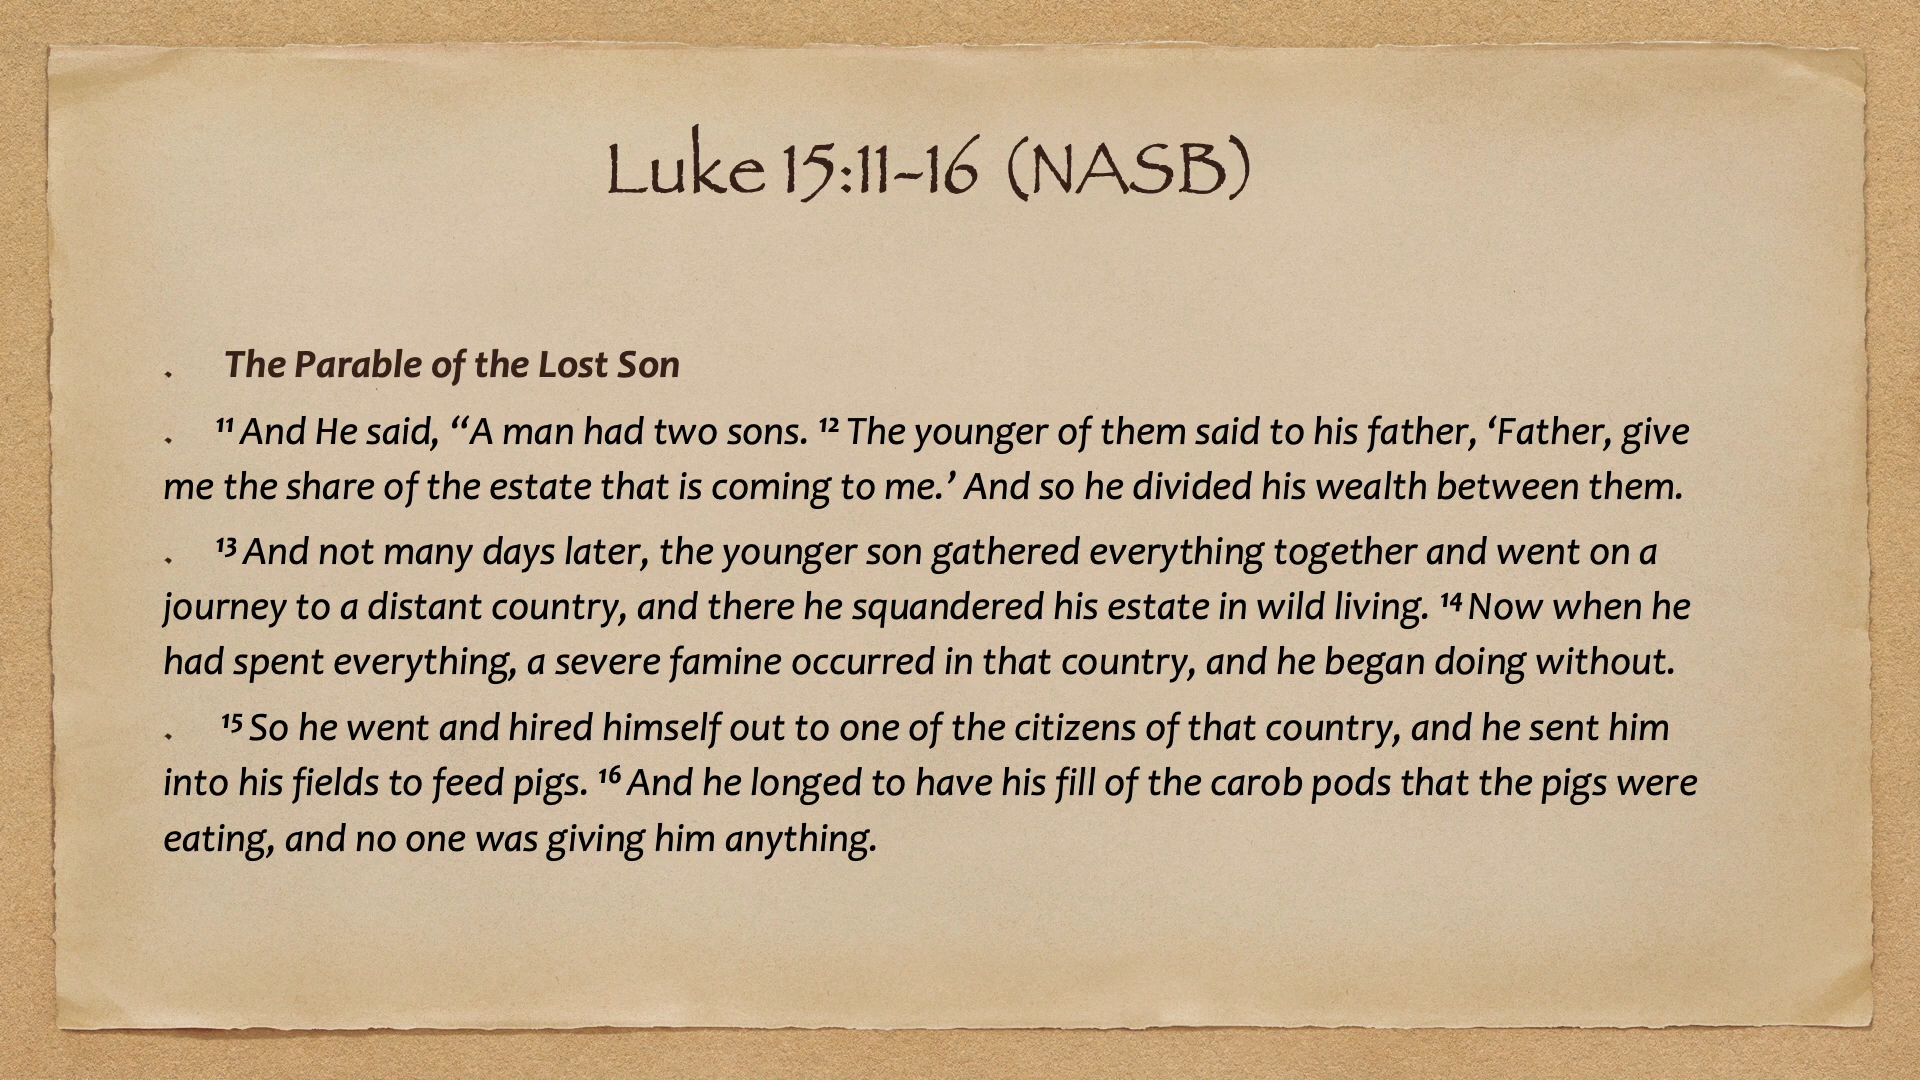 Luke 15:11-16 (NASB)
. The Parable of the Lost Son
. ¹¹ And He said, “A man had two sons. ¹² The younger of them said to his father, ‘Father, give
me the share of the estate that is coming to me.’ And so he divided his wealth between them.
. ¹³ And not many days later, the younger son gathered everything together and went on a
journey to a distant country, and there he squandered his estate in wild living. ¹⁴ Now when he
had spent everything, a severe famine occurred in that country, and he began doing without.
. ¹⁵ So he went and hired himself out to one of the citizens of that country, and he sent him
into his fields to feed pigs. ¹⁶ And he longed to have his fill of the carob pods that the pigs were
eating, and no one was giving him anything.